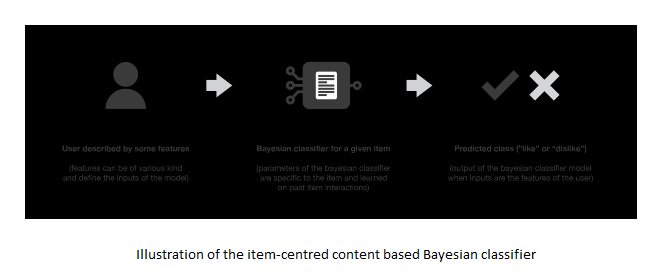 User described by some features
(features can be of various kind
and define the inputs of the model)
Bayesian classifier for a given item
(parameters of the bayesian classifier
are specific to the item and learned
on past item interactions)
Predicted class ("like" or "dislike")
(output of the bayesian classifier model
when inputs are the features of the user)
Illustration of the item-centred content based Bayesian classifier